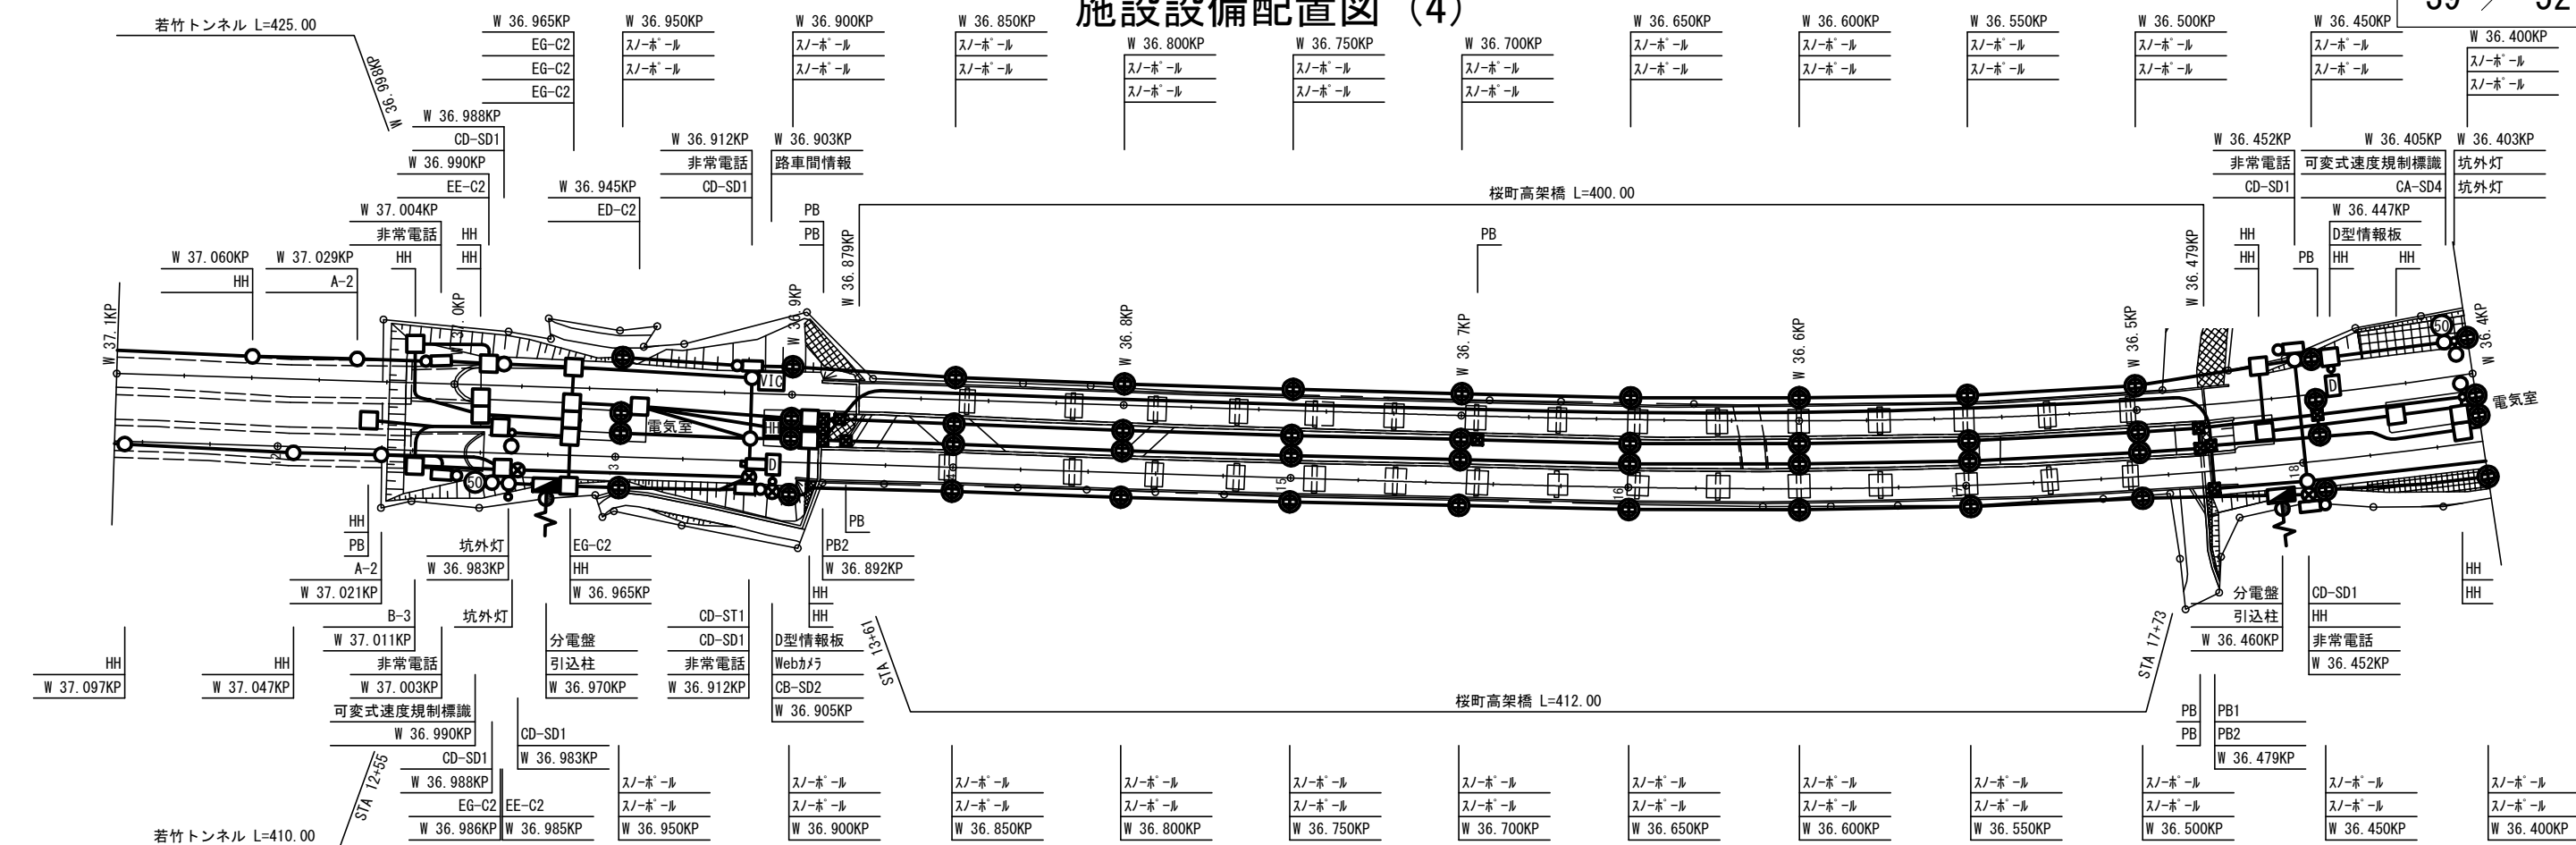 施設設備配置図 (4)
若竹トンネル L=425.00
W 36.998KP
W 36.965KP
EG-C2
EG-C2
EG-C2
W 36.950KP
スノーポール
スノーポール
W 36.900KP
スノーポール
スノーポール
W 36.850KP
スノーポール
スノーポール
W 36.800KP
スノーポール
スノーポール
W 36.750KP
スノーポール
スノーポール
W 36.700KP
スノーポール
スノーポール
W 36.650KP
スノーポール
スノーポール
W 36.600KP
スノーポール
スノーポール
W 36.550KP
スノーポール
スノーポール
W 36.500KP
スノーポール
スノーポール
W 36.450KP
スノーポール
スノーポール
W 36.400KP
スノーポール
スノーポール
W 36.988KP
CD-SD1
W 36.990KP
EE-C2
W 37.004KP
非常電話
HH
HH
HH
W 37.060KP
HH
W 37.029KP
A-2
W 36.945KP
ED-C2
W 36.912KP
非常電話
CD-SD1
W 36.903KP
路車間情報
PB
PB
W 36.879KP
桜町高架橋 L=400.00
PB
W 36.479KP
W 36.452KP
非常電話
CD-SD1
W 36.405KP
可変式速度規制標識
CA-SD4
W 36.403KP
坑外灯
坑外灯
W 36.447KP
D型情報板
HH
HH
HH
PB
HH
W 37.1KP
W 37.0KP
W 36.9KP
W 36.8KP
W 36.7KP
W 36.6KP
W 36.5KP
W 36.4KP
VIC
HH
D
D
50
50
電気室
電気室
13
15
16
17
18
HH
PB
A-2
W 37.021KP
坑外灯
W 36.983KP
EG-C2
HH
W 36.965KP
PB
PB2
W 36.892KP
HH
HH
B-3
W 37.011KP
坑外灯
HH
W 37.097KP
HH
W 37.047KP
非常電話
W 37.003KP
分電盤
引込柱
W 36.970KP
CD-ST1
CD-SD1
非常電話
W 36.912KP
D型情報板
Webカメラ
CB-SD2
W 36.905KP
STA 13+61
桜町高架橋 L=412.00
STA 17+73
分電盤
引込柱
W 36.460KP
CD-SD1
HH
非常電話
W 36.452KP
HH
HH
PB
PB
PB1
PB2
W 36.479KP
可変式速度規制標識
W 36.990KP
CD-SD1
W 36.988KP
CD-SD1
W 36.983KP
EG-C2
W 36.986KP
EE-C2
W 36.985KP
STA 12+55
若竹トンネル L=410.00
スノーポール
スノーポール
W 36.950KP
スノーポール
スノーポール
W 36.900KP
スノーポール
スノーポール
W 36.850KP
スノーポール
スノーポール
W 36.800KP
スノーポール
スノーポール
W 36.750KP
スノーポール
スノーポール
W 36.700KP
スノーポール
スノーポール
W 36.650KP
スノーポール
スノーポール
W 36.600KP
スノーポール
スノーポール
W 36.550KP
スノーポール
スノーポール
W 36.500KP
スノーポール
スノーポール
W 36.450KP
スノーポール
スノーポール
W 36.400KP